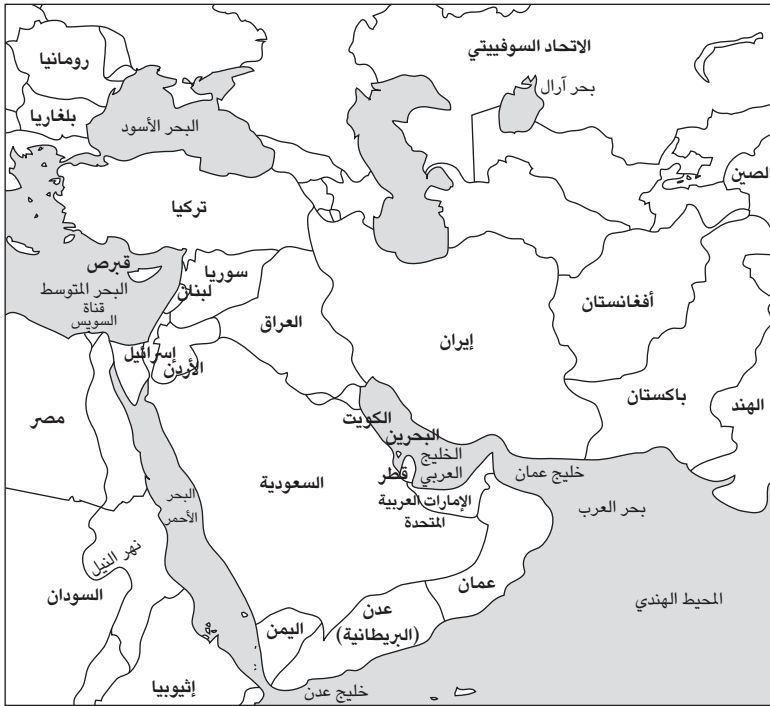 الاتحاد السوفييتي
رومانيا
بحر آرال
بلغاريا
البحر الأسود
الصين
تركيا
قبرص
سوريا
البحر المتوسط
لبنان
قناة
السويس
أفغانستان
العراق
إيران
إسرائيل
الأردن
باكستان
الهند
مصر
الكويت
البحرين
الخليج
العربي
قطر
خليج عمان
السعودية
البحر
الأحمر
الإمارات العربية
المتحدة
بحر العرب
نهر النيل
السودان
عمان
عدن
(البريطانية)
اليمن
المحيط الهندي
إثيوبيا
خليج عدن